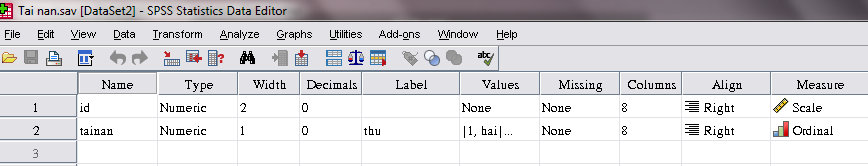 Tai nan.sav [DataSet2] - SPSS Statistics Data Editor
File Edit View Data Transform Analyze Graphs Utilities Add-ons Window Help
Name Type Width Decimals Label Values Missing Columns Align Measure
1 id Numeric 2 0 None None 8 Right Scale
2 tainan Numeric 1 0 thu |1, hai|... None 8 Right Ordinal
3